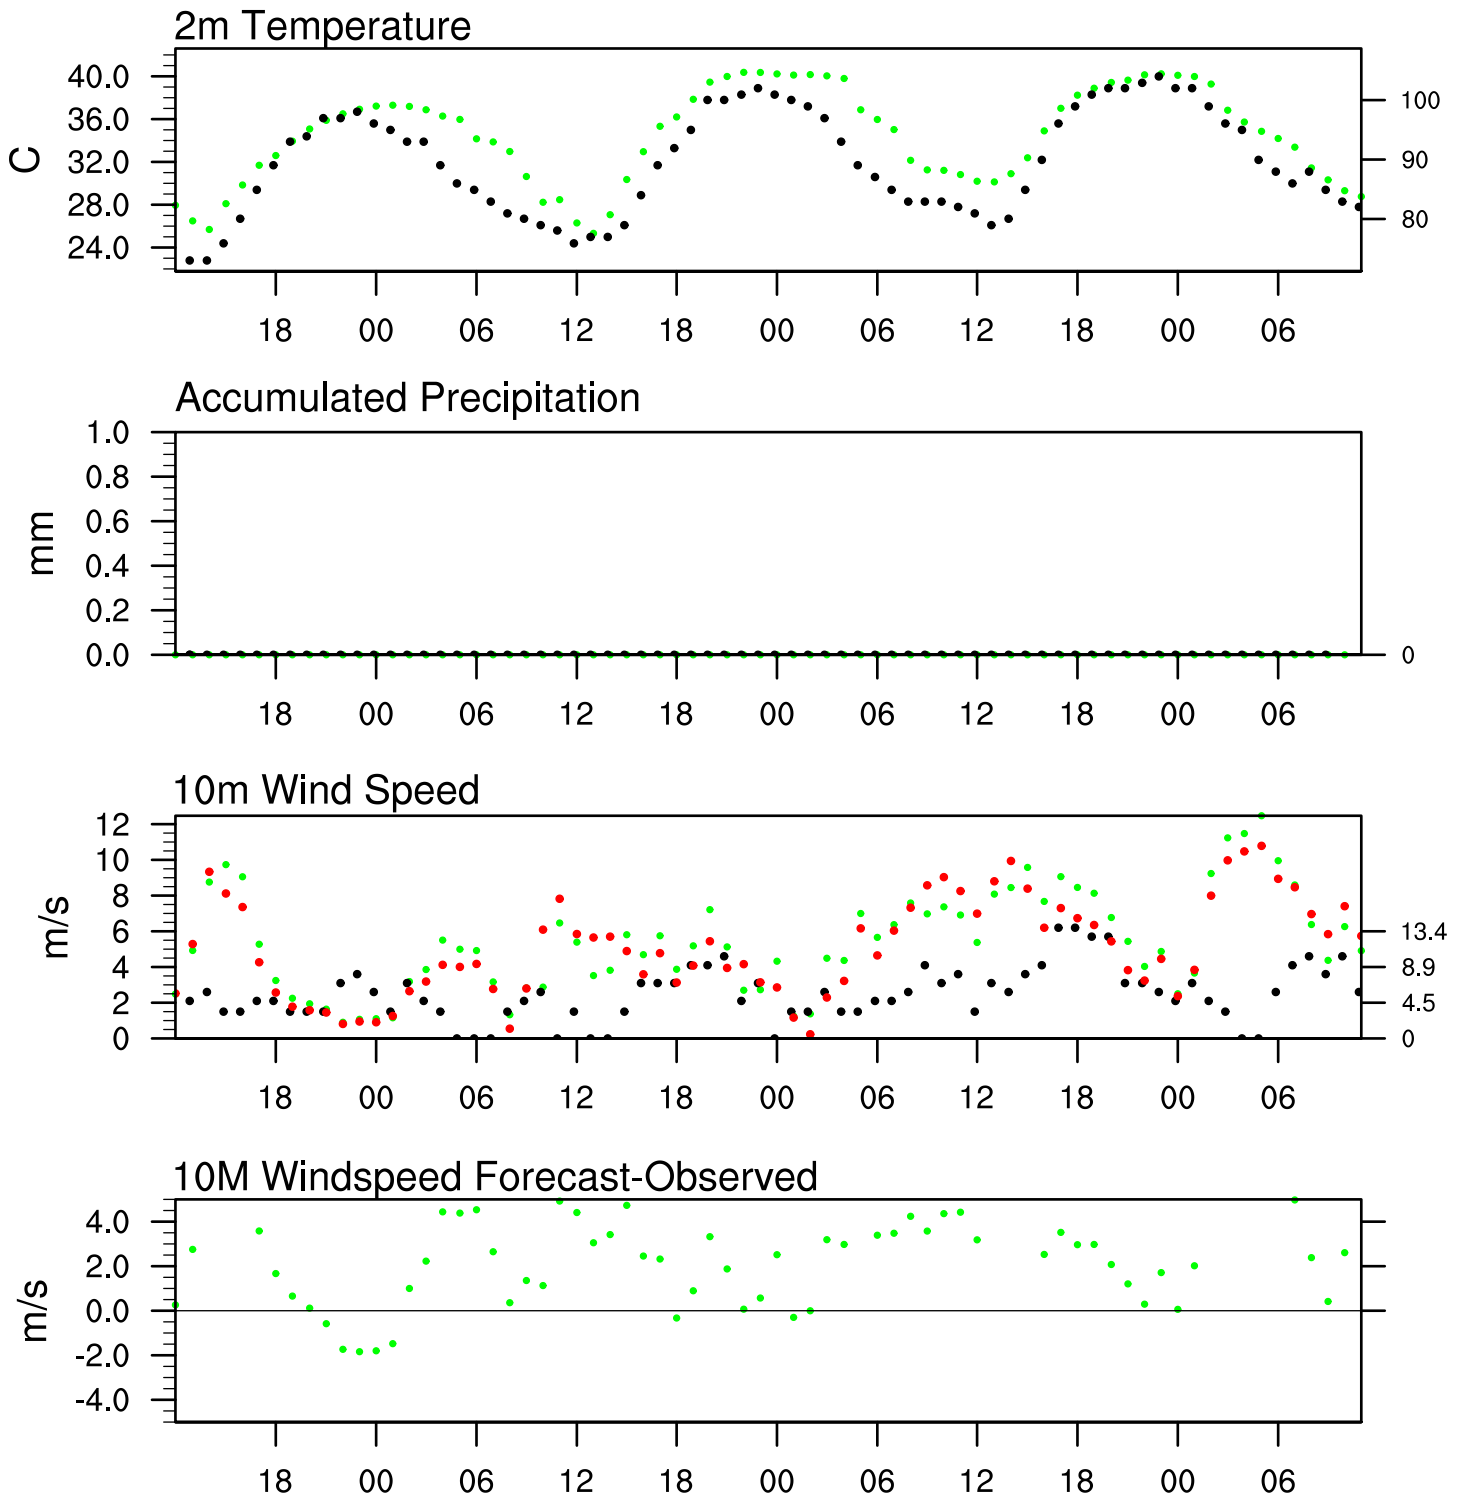 2m Temperature
40.0
36.0
32.0
28.0
24.0
C
100
90
80
18 00 06 12 18 00 06 12 18 00 06
Accumulated Precipitation
1.0
0.8
0.6
0.4
0.2
0.0
mm
0
18 00 06 12 18 00 06 12 18 00 06
10m Wind Speed
12
10
8
6
4
2
0
m/s
13.4
8.9
4.5
0
18 00 06 12 18 00 06 12 18 00 06
10M Windspeed Forecast-Observed
4.0
2.0
0.0
-2.0
-4.0
m/s
18 00 06 12 18 00 06 12 18 00 06